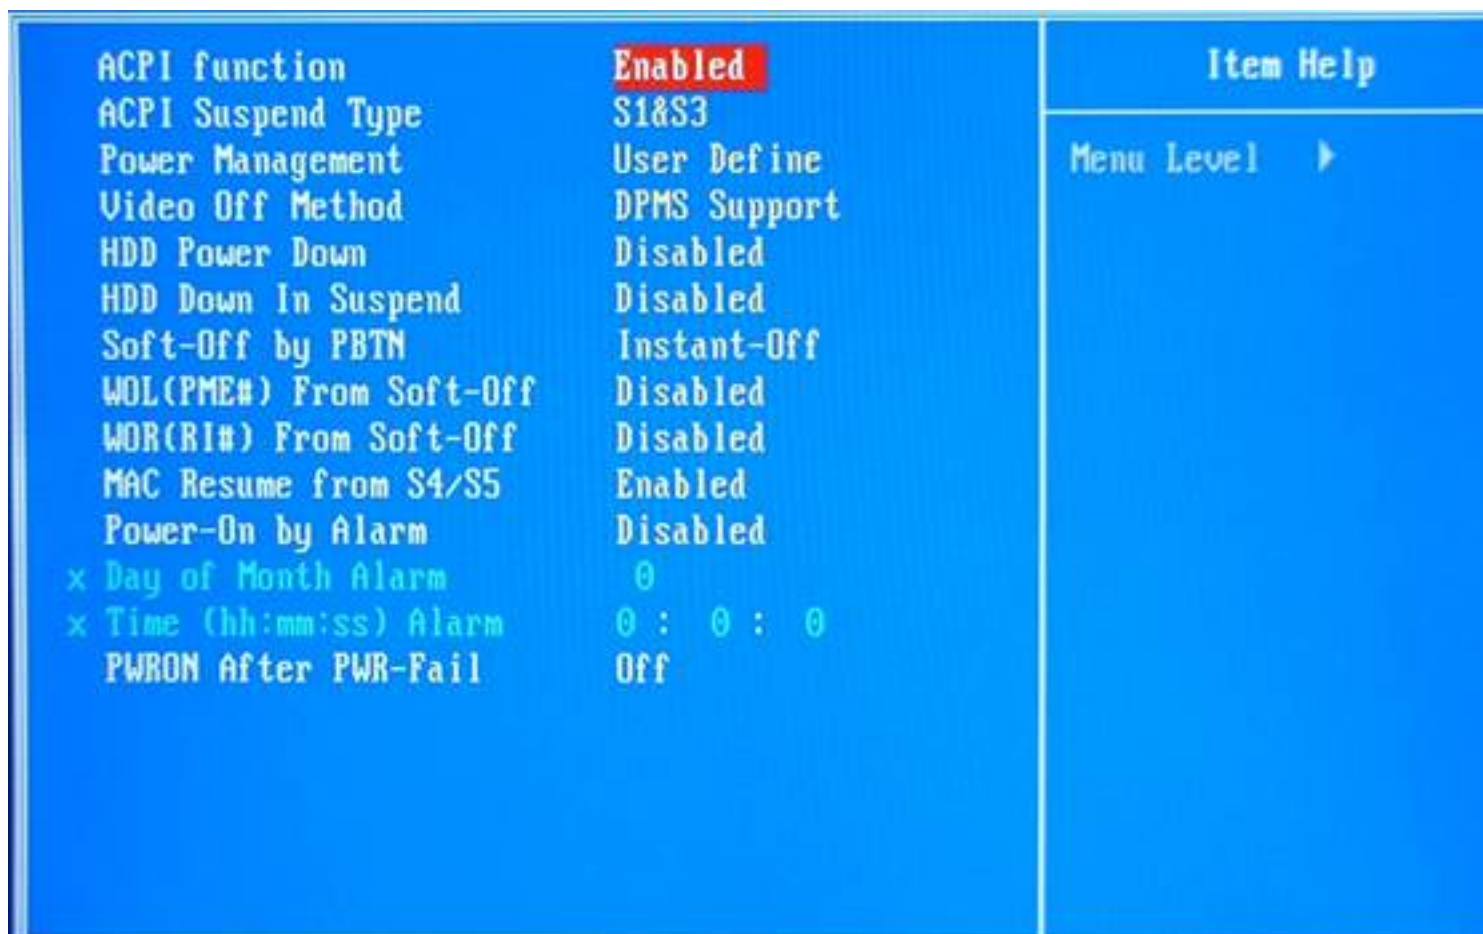 ACPI function Enabled
ACPI Suspend Type S1&S3
Power Management User Define
Video Off Method DPMS Support
HDD Power Down Disabled
HDD Down In Suspend Disabled
Soft-Off by PBTN Instant-Off
WOL(PME#) From Soft-Off Disabled
WOR(RI#) From Soft-Off Disabled
MAC Resume from S4/S5 Enabled
Power-On by Alarm Disabled
x Day of Month Alarm 0
x Time (hh:mm:ss) Alarm 0 : 0 : 0
PWRON After PWR-Fail Off
Item Help
Menu Level ▶